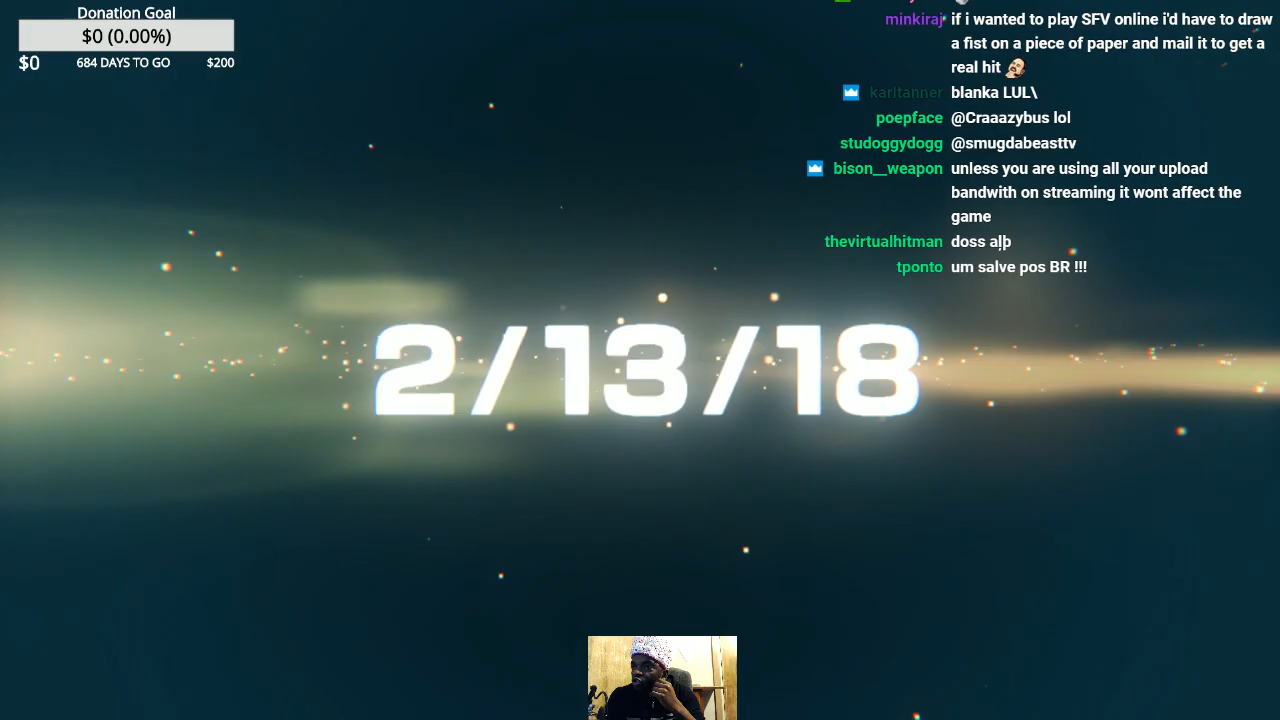 Donation Goal
$0 (0.00%)
$0 684 DAYS TO GO $200
minkiraj if i wanted to play SFV online i'd have to draw
a fist on a piece of paper and mail it to get a
real hit
karltanner blanka LUL\
poepface @Craaazybus lol
studoggydogg @smugdabeasttv
bison__weapon unless you are using all your upload
bandwith on streaming it wont affect the
game
thevirtualhitman doss
tponto um salve pos BR !!!
2/13/18